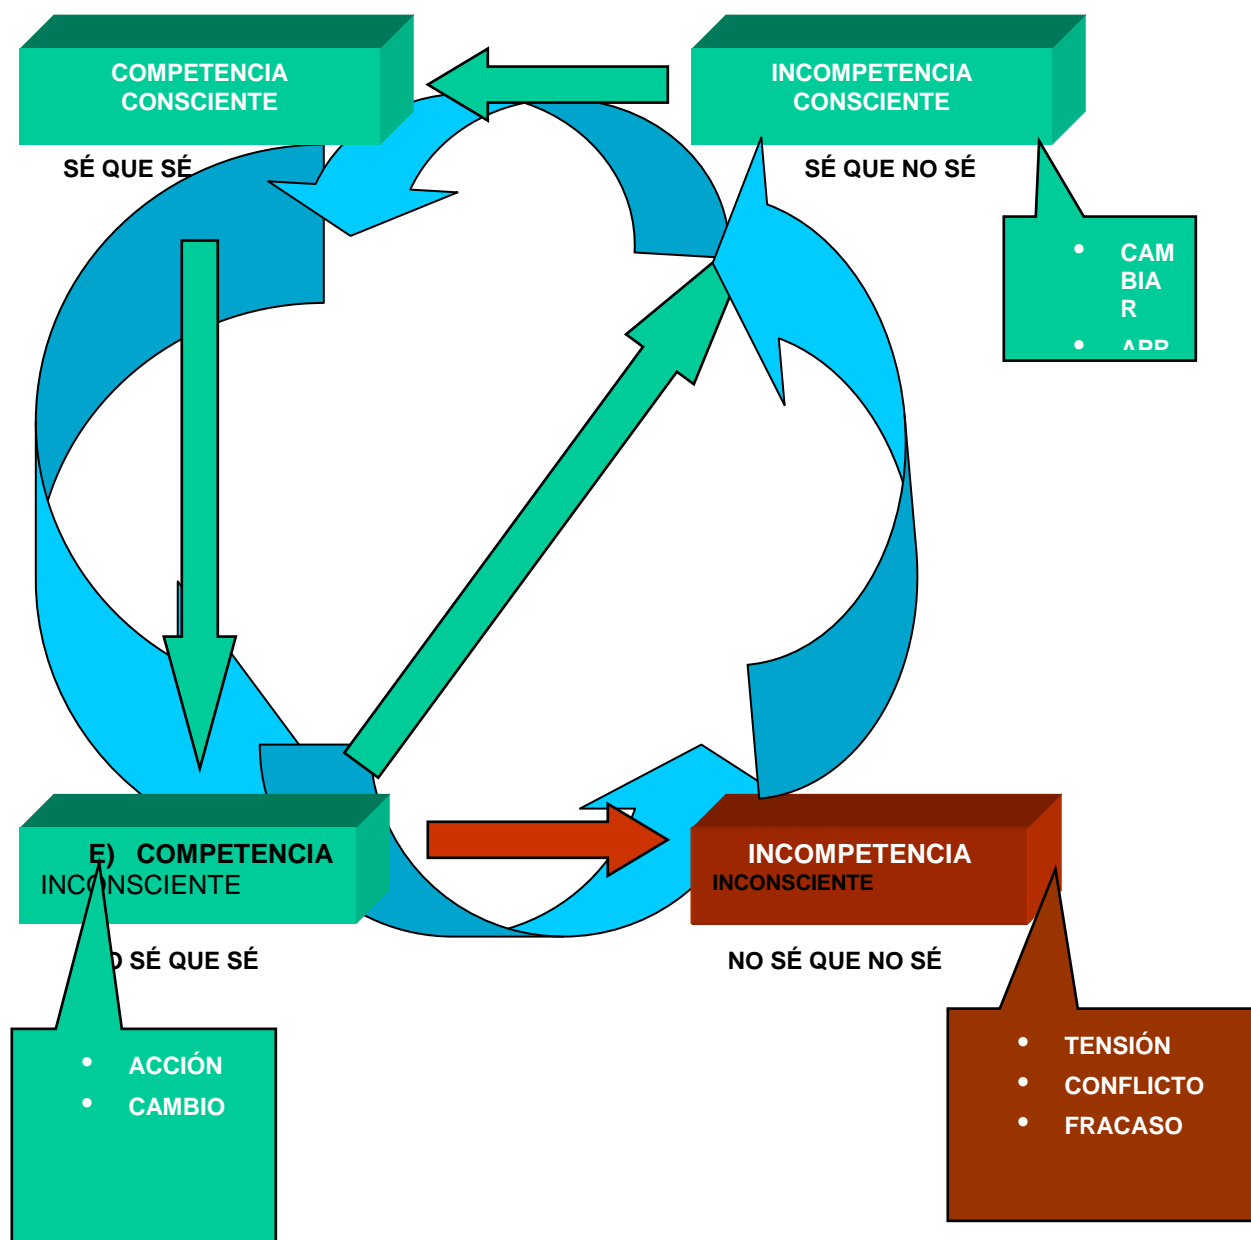 COMPETENCIA
CONSCIENTE
INCOMPETENCIA
CONSCIENTE
SÉ QUE SÉ
SÉ QUE NO SÉ
• CAM
BIA
R
•
E) COMPETENCIA
INCONSCIENTE
INCOMPETENCIA
INCONSCIENTE
SÉ QUE SÉ
NO SÉ QUE NO SÉ
• ACCIÓN
• CAMBIO
• TENSIÓN
• CONFLICTO
• FRACASO